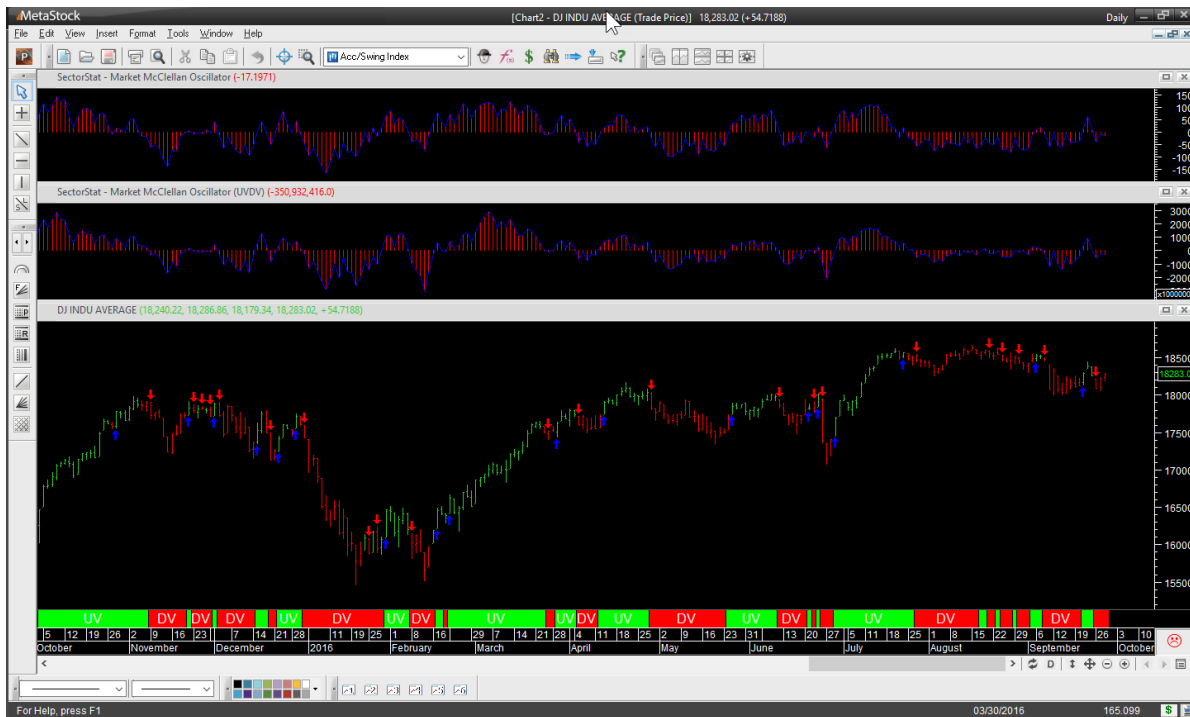 MetaStock
[Chart2 - DJ INDU AVERAGE (Trade Price)] 18,283.02 (+54.7188)
Daily
File Edit View Insert Format Tools Window Help
Acc/Swing Index
SectorStat - Market McClellan Oscillator (-17.1971)
150
100
50
0
-50
-100
-150
SectorStat - Market McClellan Oscillator (UVDV) (-350,932,416.0)
3000
2000
1000
0
-1000
-2000
x1000000
DJ INDU AVERAGE (18,240.22, 18,286.86, 18,179.34, 18,283.02, +54.7188)
18500
18283.0
18000
17500
17000
16500
16000
15500
UV DV DV DV UV DV UV DV UV UV DV UV DV UV DV UV DV DV
5 12 19 26 2 9 16 23 7 14 21 28 11 19 25 1 8 16 29 7 14 21 28 4 11 18 25 2 9 16 23 31 13 20 27 5 11 18 25 1 8 15 22 29 6 12 19 26 3 10
October November December 2016 February March April May June July August September October
For Help, press F1
03/30/2016
165.099